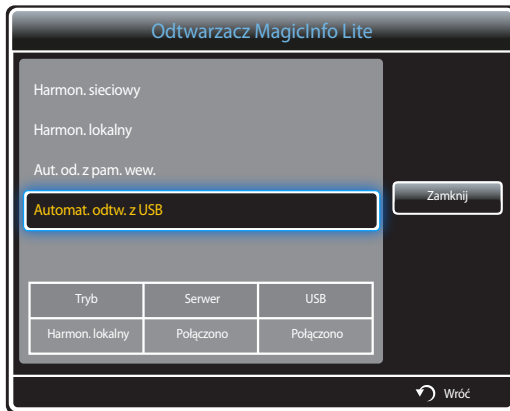 Odtwarzacz MagicInfo Lite
Harmon. sieciowy
Harmon. lokalny
Aut. od. z pam. wew.
Automat. odtw. z USB
Zamknij
Tryb Serwer USB
Harmon. lokalny Połączono Połączono
Wróć